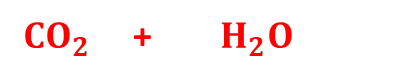 CO₂ + H₂O